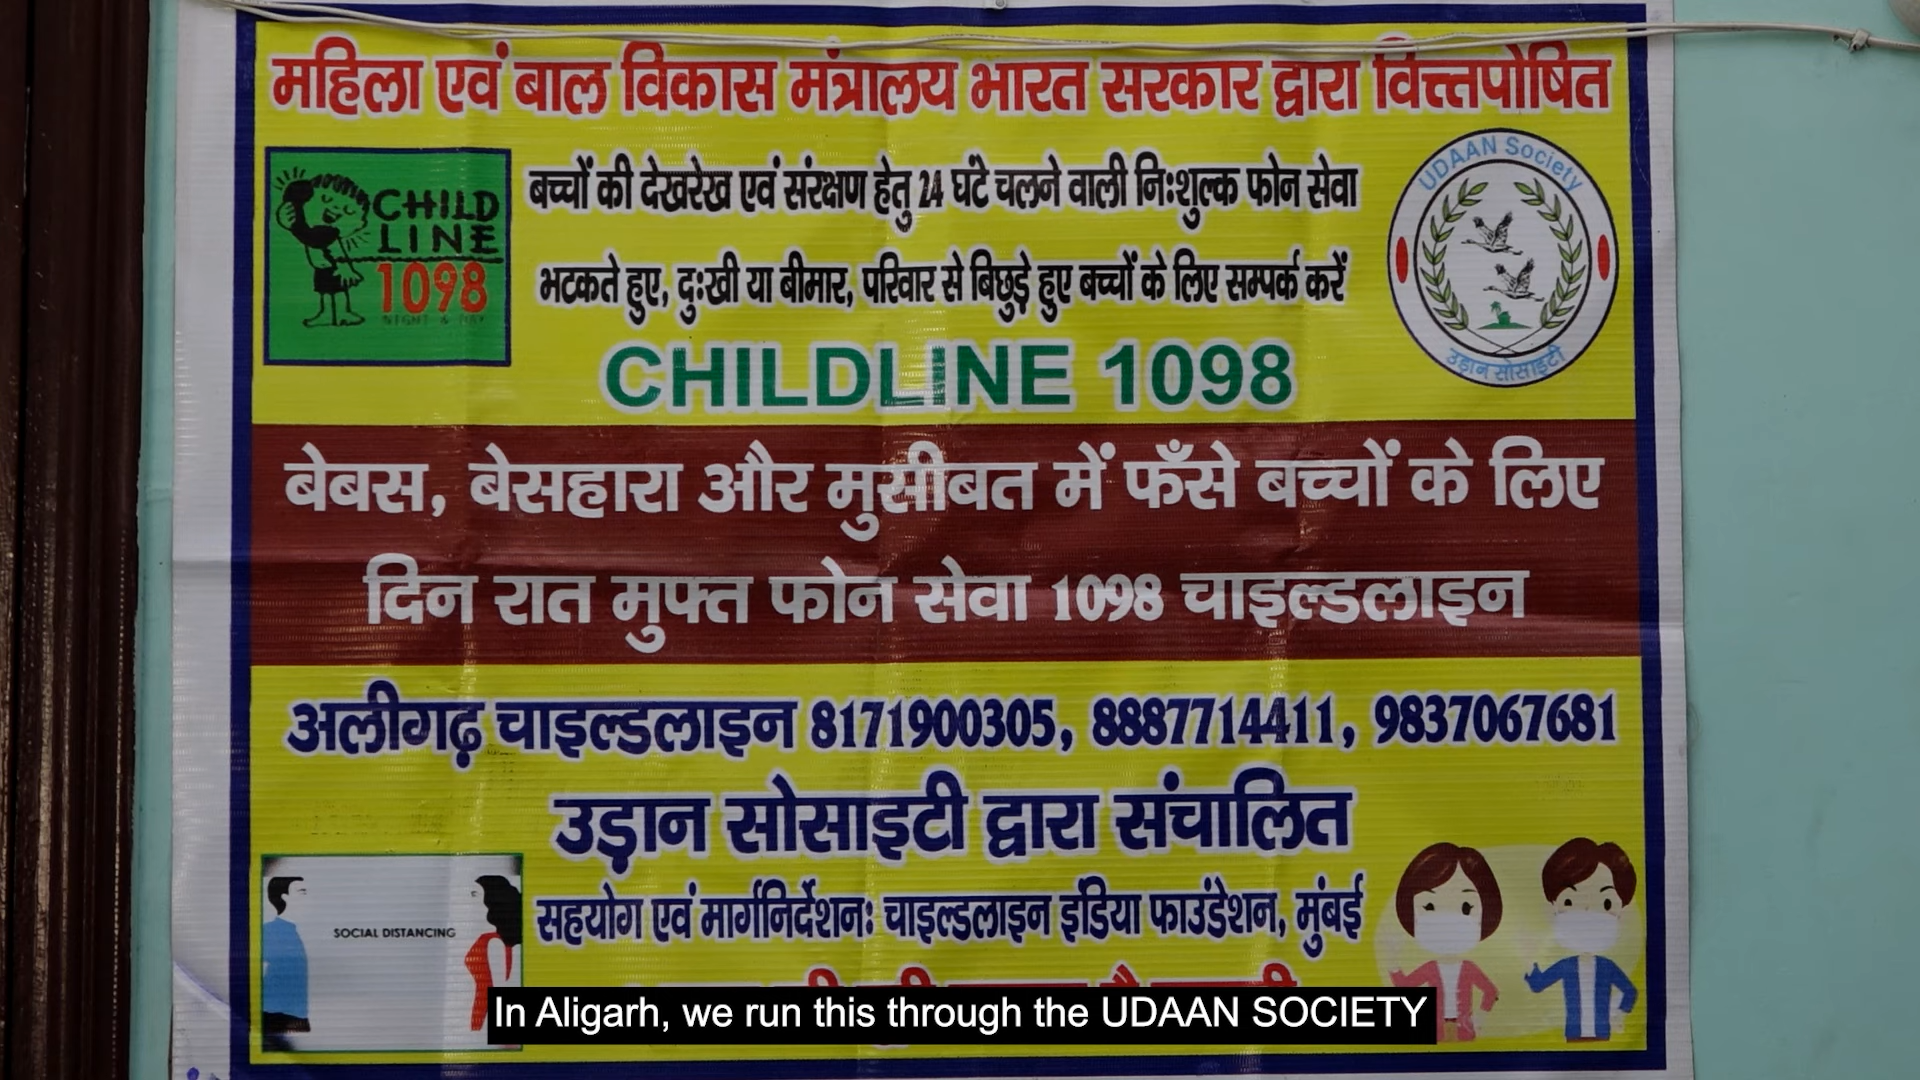 महिला एवं बाल विकास मंत्रालय भारत सरकार द्वारा वित्त्तपोषित
CHILD
LINE
1098
NIGHT & DAY
बच्चों की देखरेख एवं संरक्षण हेतु 24 घंटे चलने वाली निःशुल्क फोन सेवा
भटकते हुए, दुःखी या बीमार, परिवार से बिछुड़े हुए बच्चों के लिए सम्पर्क करें
CHILDLINE 1098
UDAAN Society
उड़ान सोसाइटी
बेबस, बेसहारा और मुसीबत में फँसे बच्चों के लिए
दिन रात मुफ्त फोन सेवा 1098 चाइल्डलाइन
अलीगढ़ चाइल्डलाइन 8171900305, 8887714411, 9837067681
उड़ान सोसाइटी द्वारा संचालित
सहयोग एवं मार्गनिर्देशनः चाइल्डलाइन इंडिया फाउंडेशन, मुंबई
SOCIAL DISTANCING
In Aligarh, we run this through the UDAAN SOCIETY